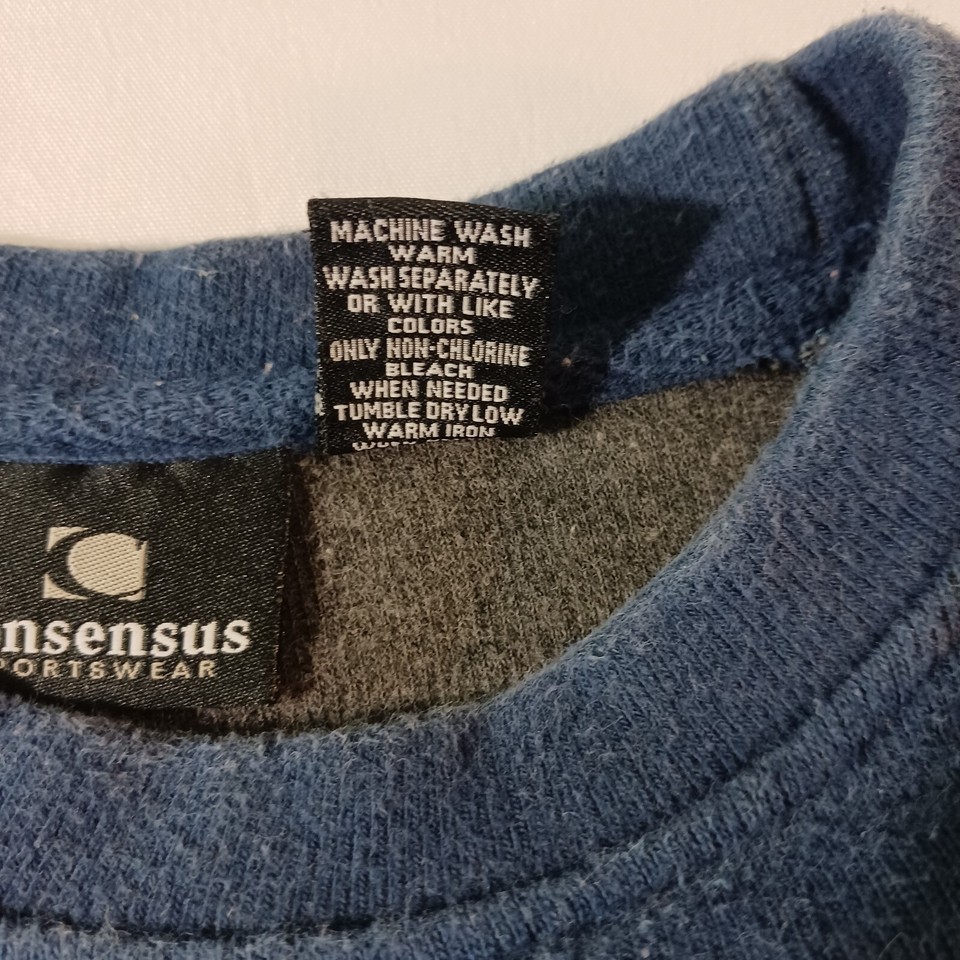 MACHINE WASH
WARM
WASH SEPARATELY
OR WITH LIKE
COLORS
ONLY NON-CHLORINE
BLEACH
WHEN NEEDED
TUMBLE DRY LOW
WARM IRON
nsensus
PORTSWEAR